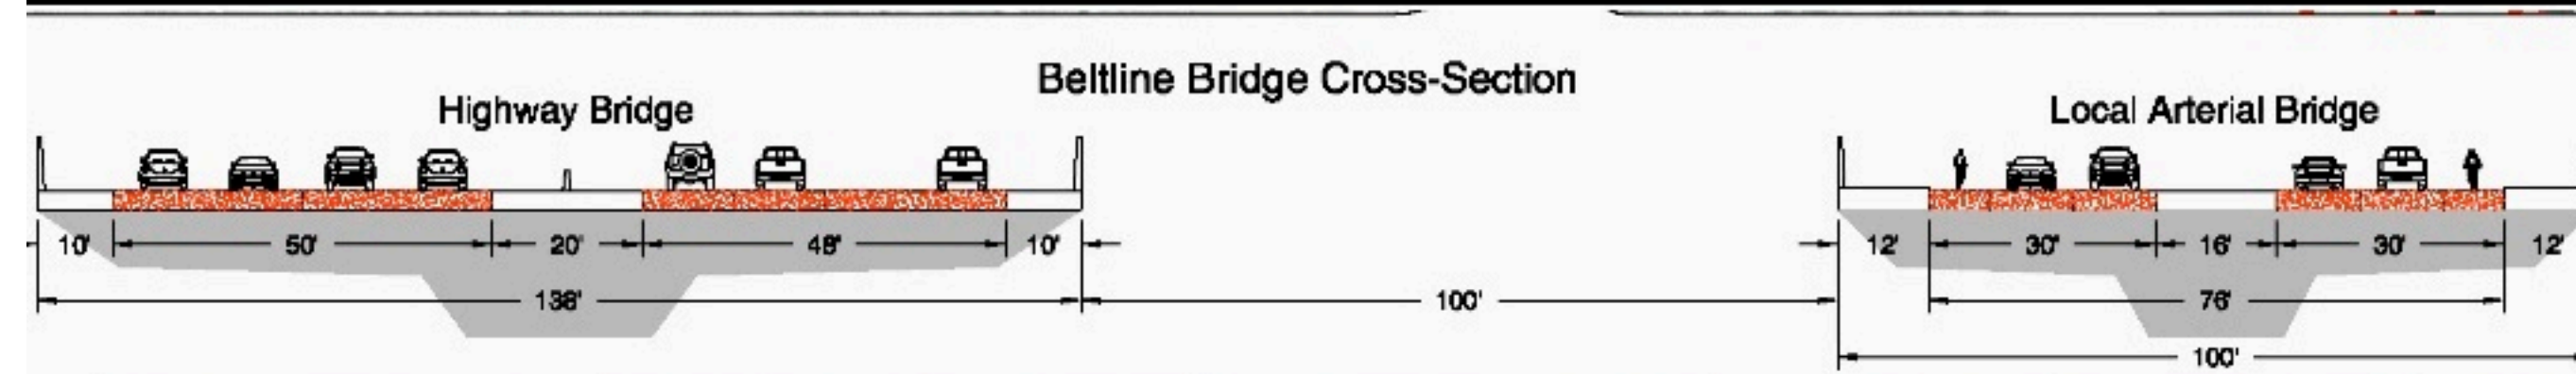 Beltline Bridge Cross-Section
Highway Bridge
Local Arterial Bridge
10' 50' 20' 48' 10' 12' 30' 16' 30' 12'
138' 100' 76'
100'